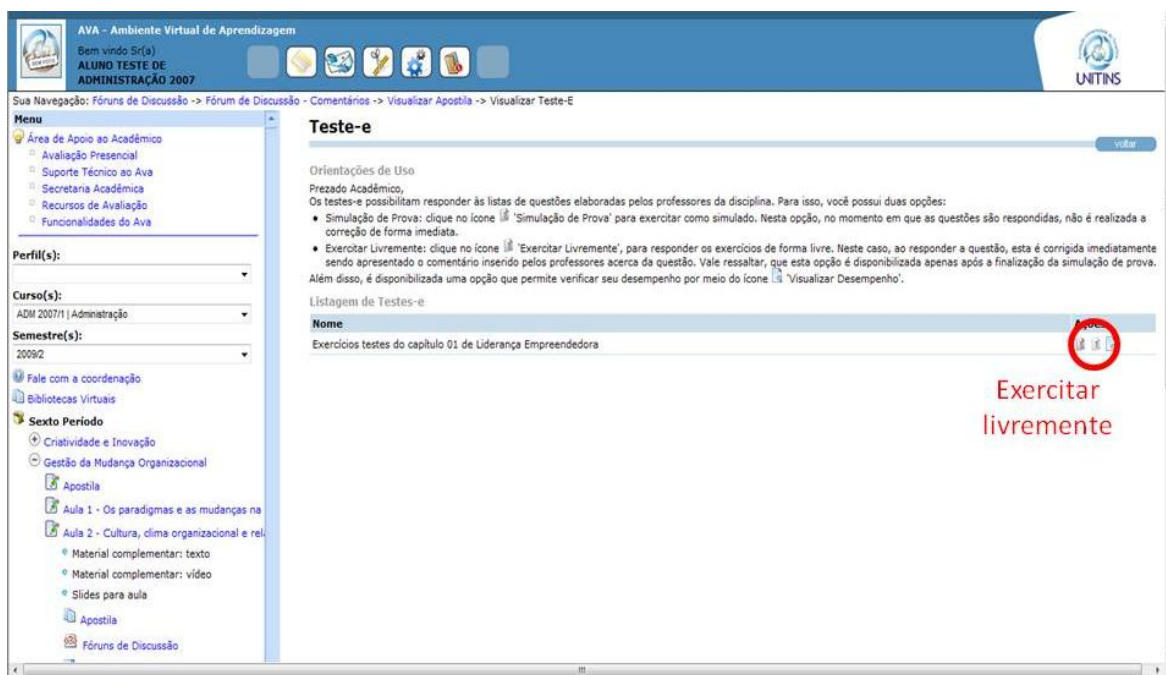 AVA - Ambiente Virtual de Aprendizagem
Bem vindo Sr(a)
ALUNO TESTE DE
ADMINISTRAÇÃO 2007
UNITINS
Sua Navegação: Fóruns de Discussão -> Fórum de Discussão - Comentários -> Visualizar Apostila -> Visualizar Teste-E
Menu
Área de Apoio ao Acadêmico
Avaliação Presencial
Suporte Técnico ao Ava
Secretaria Acadêmica
Recursos de Avaliação
Funcionalidades do Ava
Perfil(s):
Curso(s):
ADM 2007/1 | Administração
Semestre(s):
2009/2
Fale com a coordenação
Bibliotecas Virtuais
Sexto Período
Criatividade e Inovação
Gestão da Mudança Organizacional
Apostila
Aula 1 - Os paradigmas e as mudanças na
Aula 2 - Cultura, clima organizacional e rel
Material complementar: texto
Material complementar: vídeo
Slides para aula
Apostila
Fóruns de Discussão
Teste-e
voltar
Orientações de Uso
Prezado Acadêmico,
Os testes-e possibilitam responder às listas de questões elaboradas pelos professores da disciplina. Para isso, você possui duas opções:
Simulação de Prova: clique no ícone 'Simulação de Prova' para exercitar como simulado. Nesta opção, no momento em que as questões são respondidas, não é realizada a
correção de forma imediata.
Exercitar Livremente: clique no ícone 'Exercitar Livremente', para responder os exercícios de forma livre. Neste caso, ao responder a questão, esta é corrigida imediatamente
sendo apresentado o comentário inserido pelos professores acerca da questão. Vale ressaltar, que esta opção é disponibilizada apenas após a finalização da simulação de prova.
Além disso, é disponibilizada uma opção que permite verificar seu desempenho por meio do ícone 'Visualizar Desempenho'.
Listagem de Testes-e
Nome Ações
Exercícios testes do capítulo 01 de Liderança Empreendedora
Exercitar
livremente